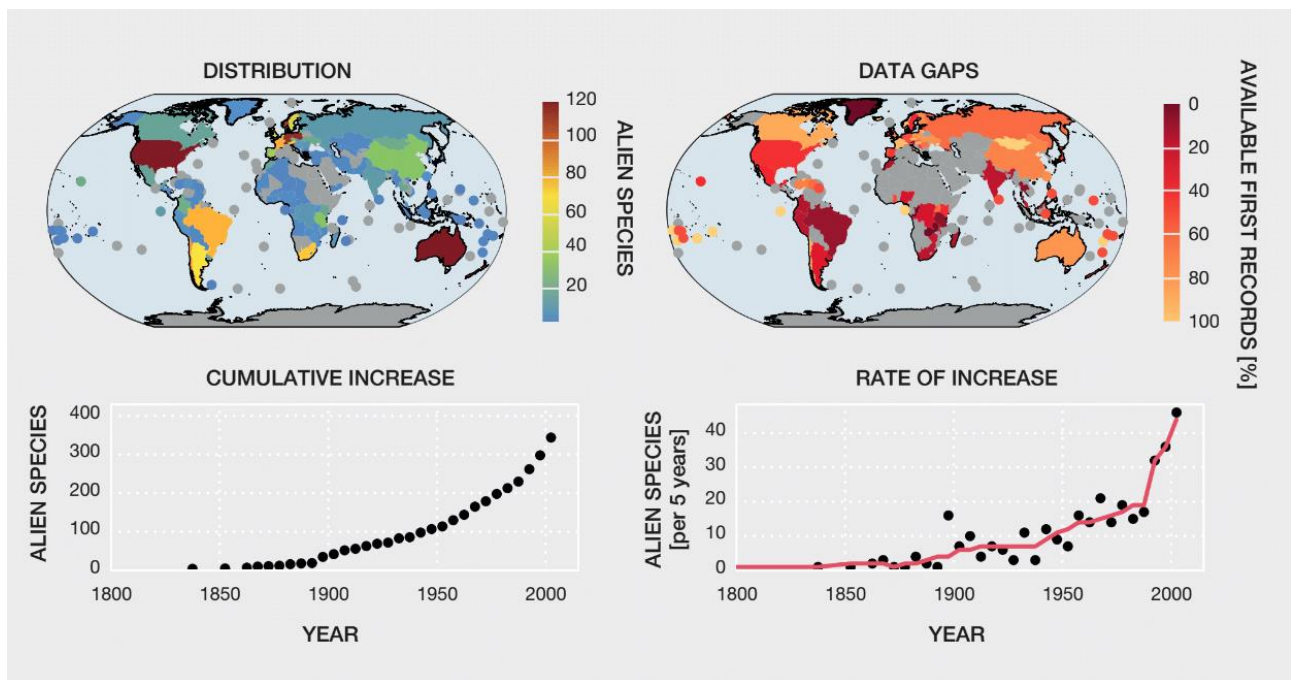 DISTRIBUTION
120
100
80
60
40
20
ALIEN SPECIES
DATA GAPS
0
20
40
60
80
100
AVAILABLE FIRST RECORDS [%]
CUMULATIVE INCREASE
ALIEN SPECIES
400
300
200
100
0
1800
1850
1900
1950
2000
YEAR
RATE OF INCREASE
ALIEN SPECIES
[per 5 years]
40
30
20
10
0
1800
1850
1900
1950
2000
YEAR